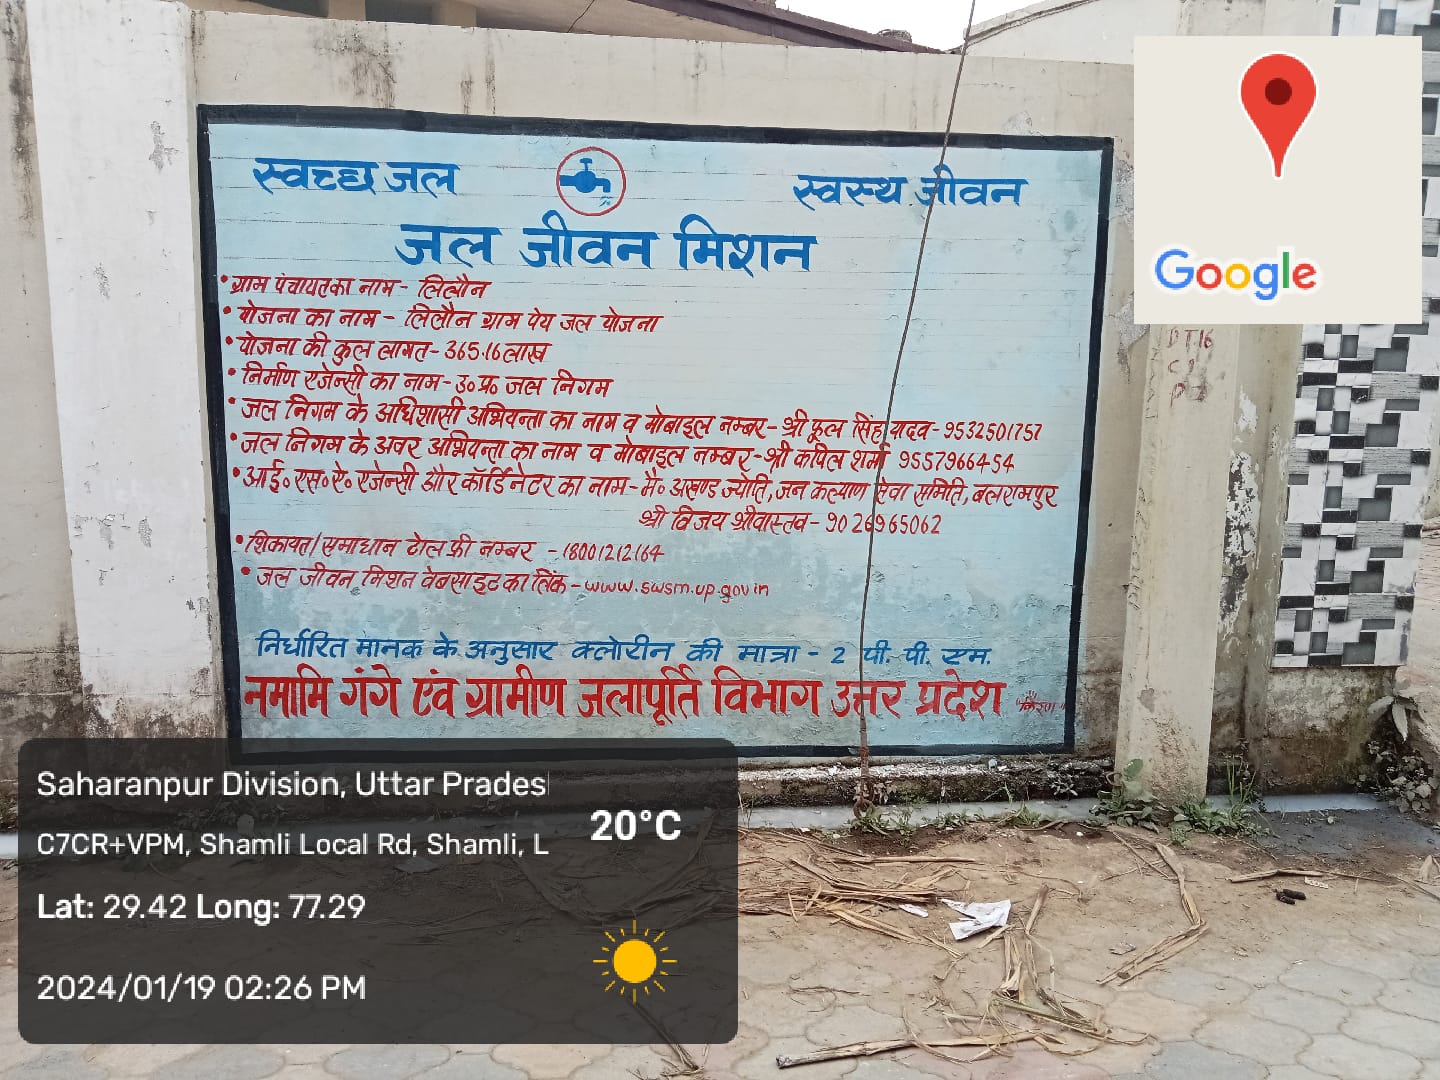 स्वच्छ जल
स्वस्थ जीवन
जल जीवन मिशन
• ग्राम पंचायत का नाम - लिलौन
• योजना का नाम - लिलौन ग्राम पेय जल योजना
• योजना की कुल लागत - 365.16 लाख
• निर्माण एजेन्सी का नाम - उ० प्र० जल निगम
• जल निगम के अधिशासी अभियन्ता का नाम व मोबाइल नम्बर - श्री फूल सिंह यादव - 9532501757
• जल निगम के अवर अभियन्ता का नाम व मोबाइल नम्बर - श्री कपिल शर्मा 9557966454
• आई० एस० ऐ० एजेन्सी और कॉर्डिनेटर का नाम - मै० अखण्ड ज्योति, जन कल्याण सेवा समिति, बलरामपुर
श्री विजय श्रीवास्तव - 9026965062
• शिकायत/समाधान टोल फ्री नम्बर - 18001212164
• जल जीवन मिशन वेबसाइट का लिंक - www.swsm.up.gov.in
निर्धारित मानक के अनुसार क्लोरीन की मात्रा - 2 पी. पी. एम.
नमामि गंगे एवं ग्रामीण जलापूर्ति विभाग उत्तर प्रदेश
"किरण"
Google
DT16
Saharanpur Division, Uttar Prades
C7CR+VPM, Shamli Local Rd, Shamli, L
20°C
Lat: 29.42 Long: 77.29
2024/01/19 02:26 PM